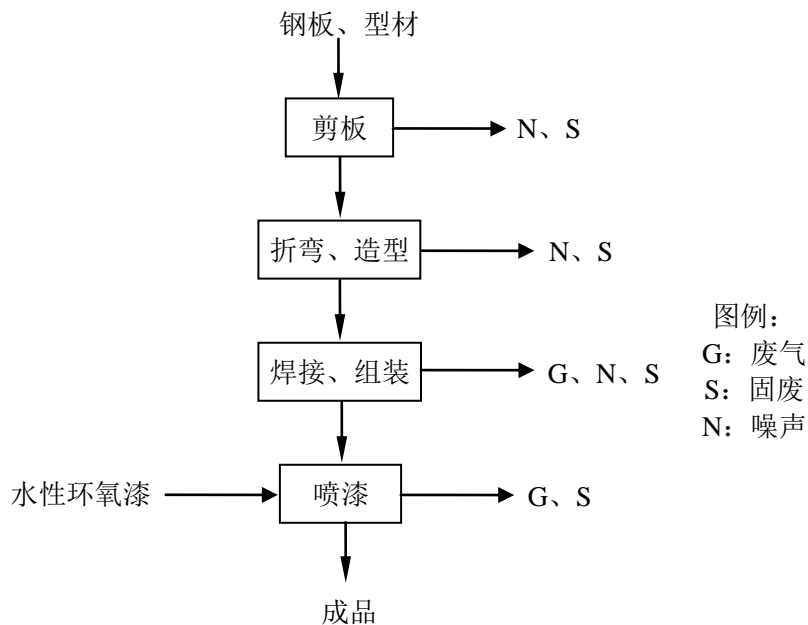 钢板、型材
剪板
N、S
折弯、造型
N、S
焊接、组装
G、N、S
图例：
G：废气
S：固废
N：噪声
水性环氧漆
喷漆
G、S
成品